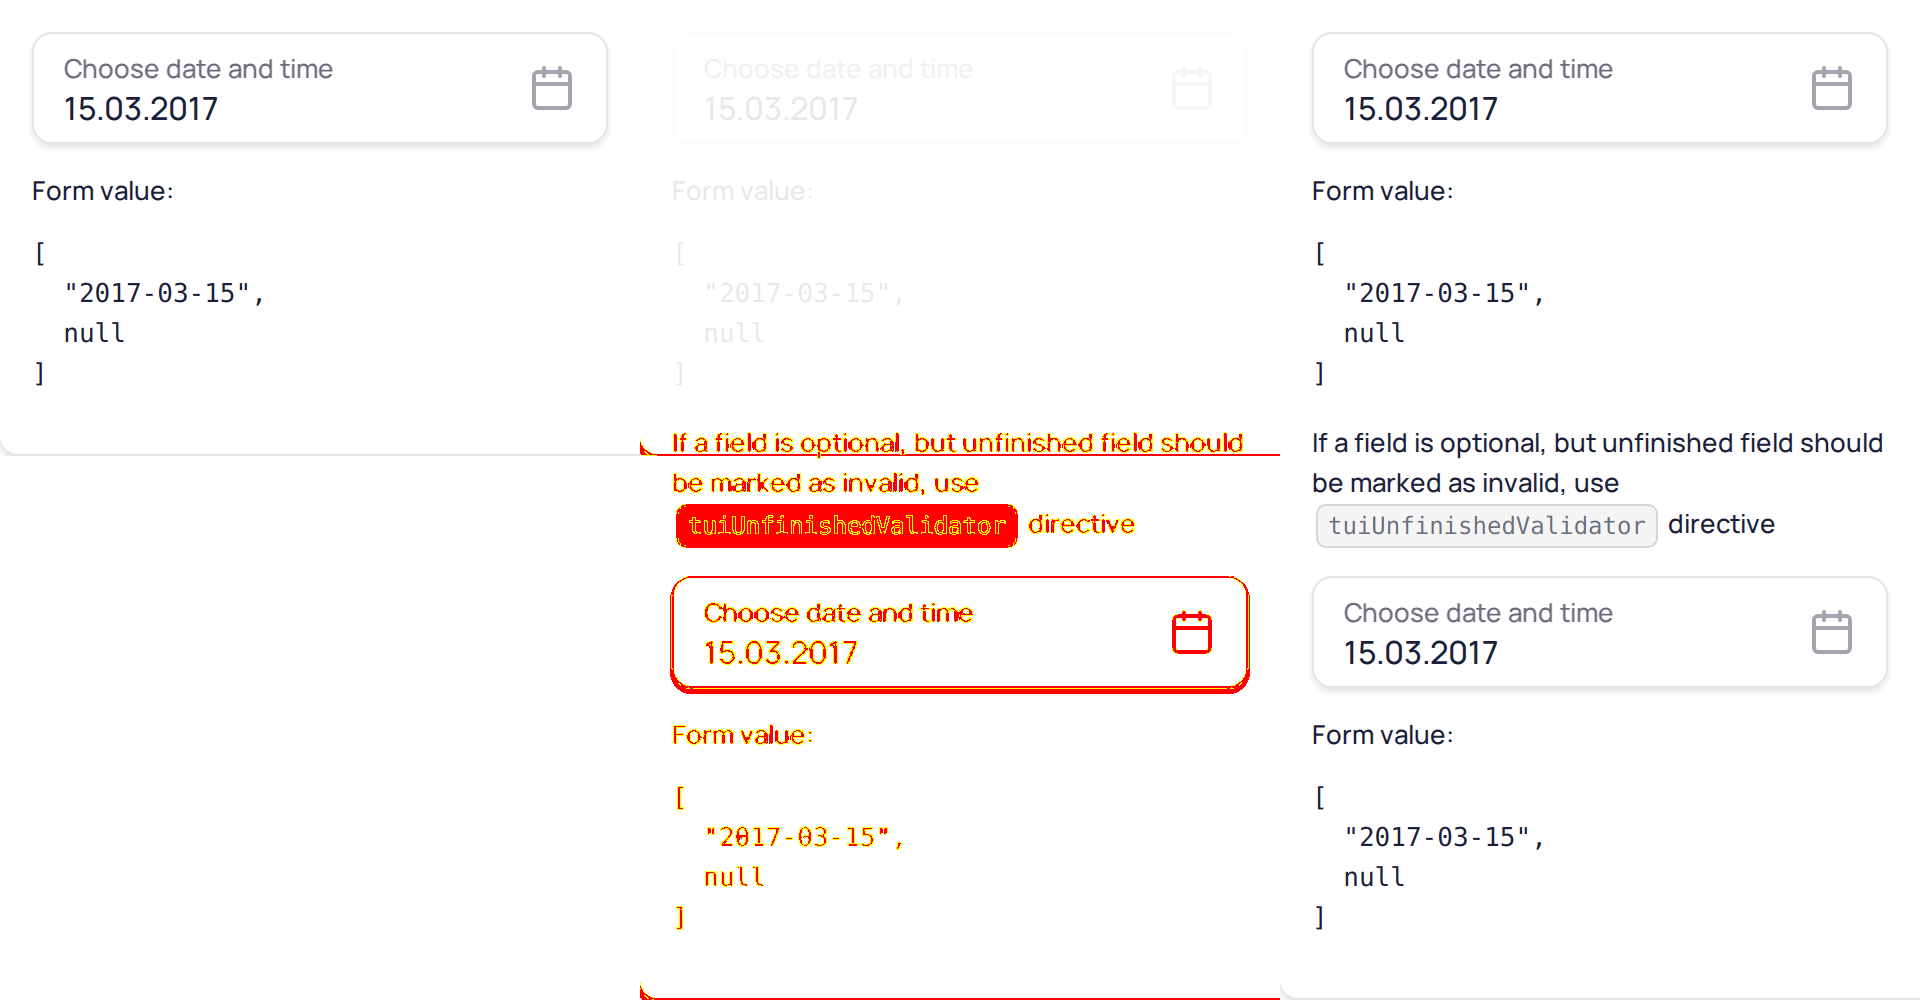 Choose date and time
15.03.2017
Form value:
[
"2017-03-15",
null
]
Choose date and time
15.03.2017
Form value:
[
"2017-03-15",
null
]
If a field is optional, but unfinished field should
be marked as invalid, use
tuiUnfinishedValidator directive
Choose date and time
15.03.2017
Form value:
[
"2017-03-15",
null
]
Choose date and time
15.03.2017
Form value:
[
"2017-03-15",
null
]
If a field is optional, but unfinished field should
be marked as invalid, use
tuiUnfinishedValidator directive
Choose date and time
15.03.2017
Form value:
[
"2017-03-15",
null
]